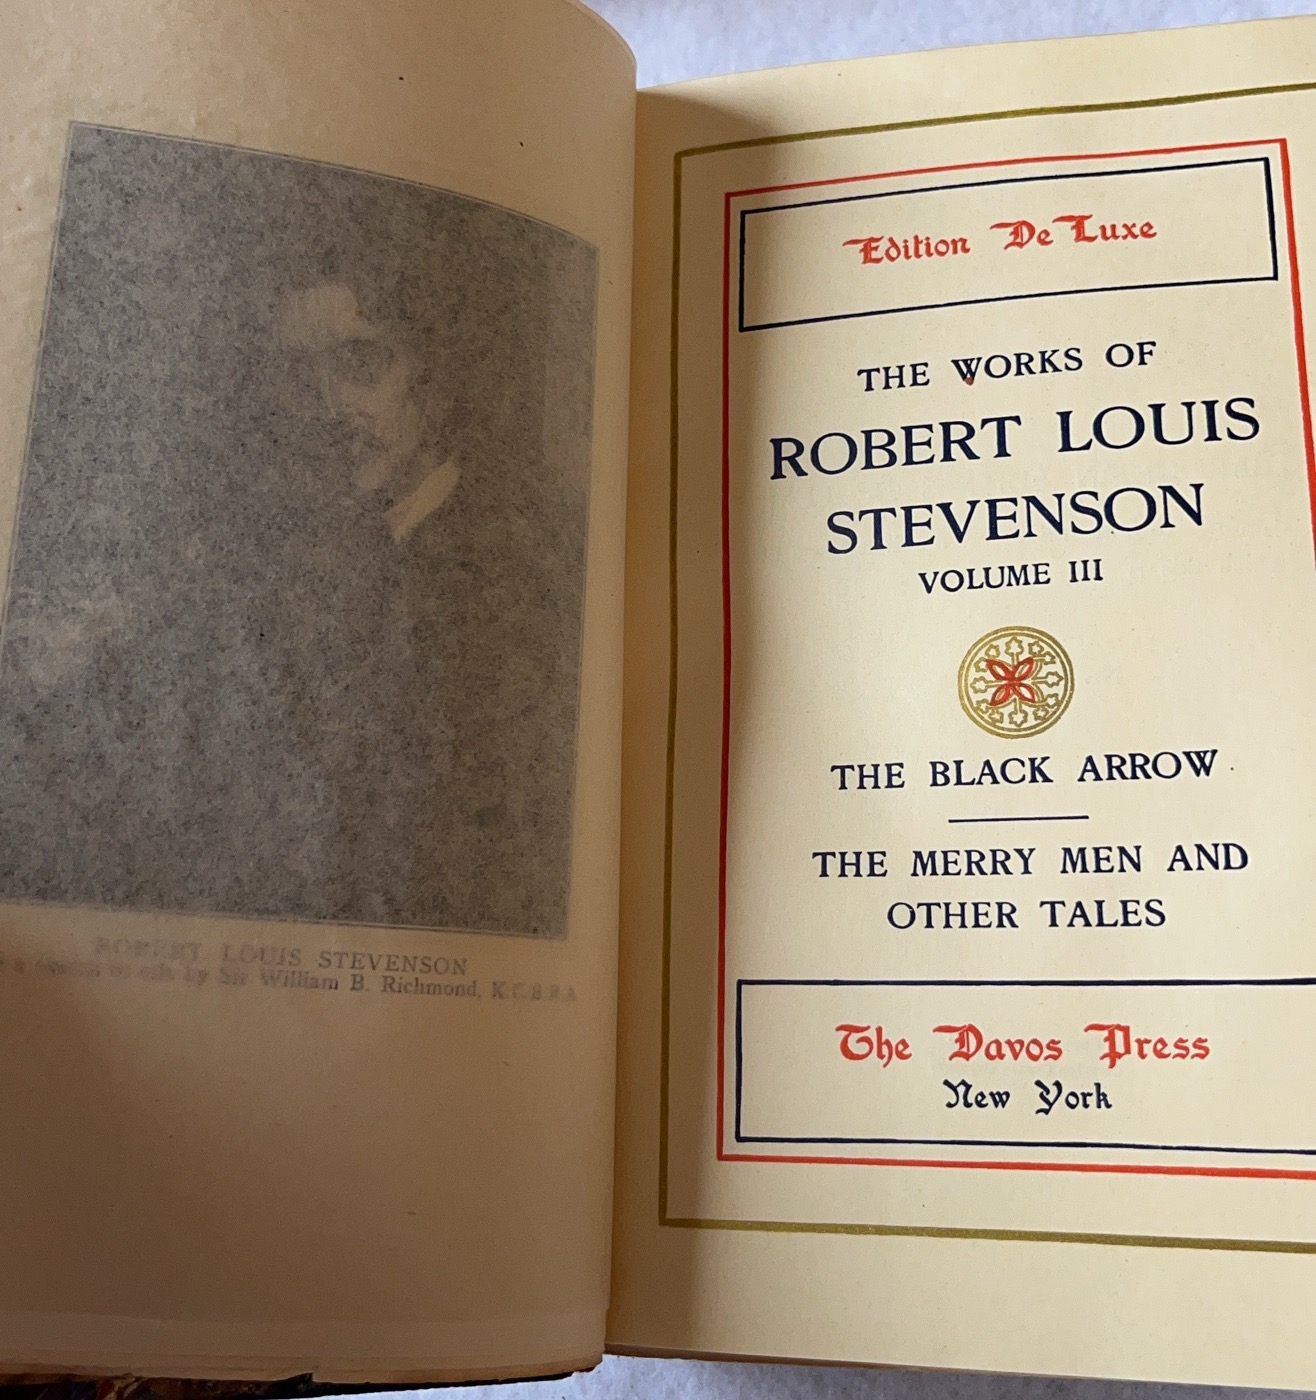 ROBERT LOUIS STEVENSON
by Sir William B. Richmond, K.C.B.R.A
Edition De Luxe
THE WORKS OF
ROBERT LOUIS
STEVENSON
VOLUME III
THE BLACK ARROW
THE MERRY MEN AND
OTHER TALES
The Davos Press
New York